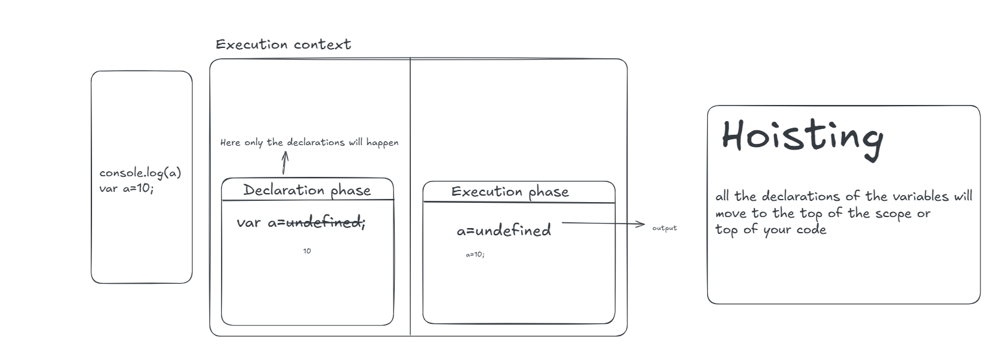 Execution context
console.log(a)
var a=10;
Here only the declarations will happen
Declaration phase
var a=undefined;
10
Execution phase
a=undefined
a=10;
output
Hoisting
all the declarations of the variables will
move to the top of the scope or
top of your code